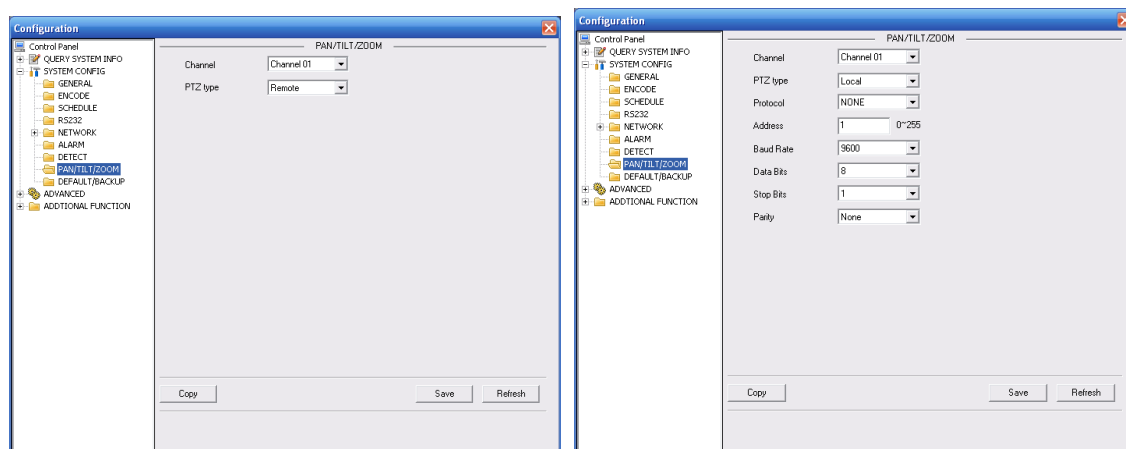 Configuration
Control Panel
QUERY SYSTEM INFO
SYSTEM CONFIG
GENERAL
ENCODE
SCHEDULE
RS232
NETWORK
ALARM
DETECT
PAN/TILT/ZOOM
DEFAULT/BACKUP
ADVANCED
ADDTIONAL FUNCTION
PAN/TILT/ZOOM
Channel Channel 01
PTZ type Remote
Copy Save Refresh
Configuration
Control Panel
QUERY SYSTEM INFO
SYSTEM CONFIG
GENERAL
ENCODE
SCHEDULE
RS232
NETWORK
ALARM
DETECT
PAN/TILT/ZOOM
DEFAULT/BACKUP
ADVANCED
ADDTIONAL FUNCTION
PAN/TILT/ZOOM
Channel Channel 01
PTZ type Local
Protocol NONE
Address 1 0~255
Baud Rate 9600
Data Bits 8
Stop Bits 1
Parity None
Copy Save Refresh